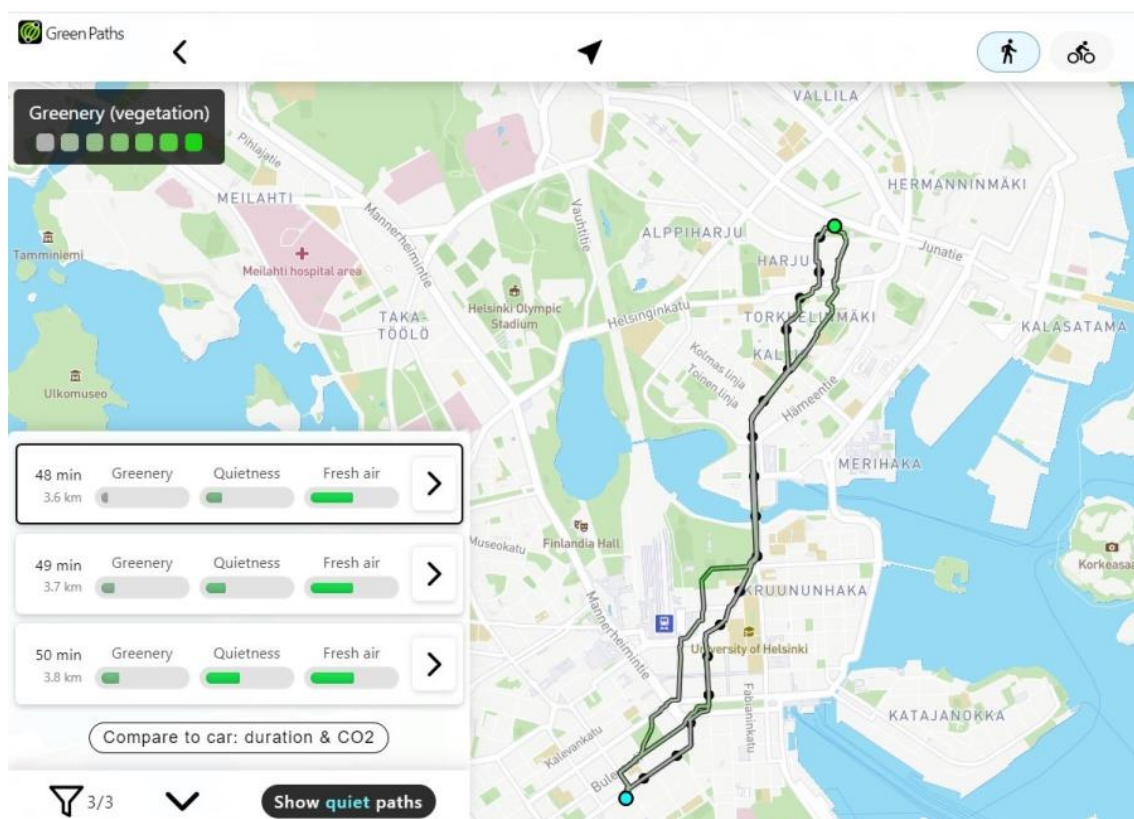 Green Paths
Greenery (vegetation)
VALLILA
Pihlajatie
MEILAHTI
Mannerheimintie
Vauhtitie
HERMANNINMÄKI
ALPPIHARJU
Junatie
Tamminiemi
Meilahti hospital area
HARJU
Helsinki Olympic
Stadium
Helsinginkatu
TAKA-
TÖÖLÖ
KALASATAMA
Kolmas linja
Toinen linja
Ulkomuseo
Hämeentie
MERIHAKA
48 min
3.6 km
Greenery
Quietness
Fresh air
Museokatu
Finlandia Hall
49 min
3.7 km
Greenery
Quietness
Fresh air
Korkeasaa
KRUUNUNHAKA
Mannerheimintie
University of Helsinki
50 min
3.8 km
Greenery
Quietness
Fresh air
Fabianinkatu
KATAJANOKKA
Compare to car: duration & CO2
Kalevankatu
Bule
3/3
Show quiet paths